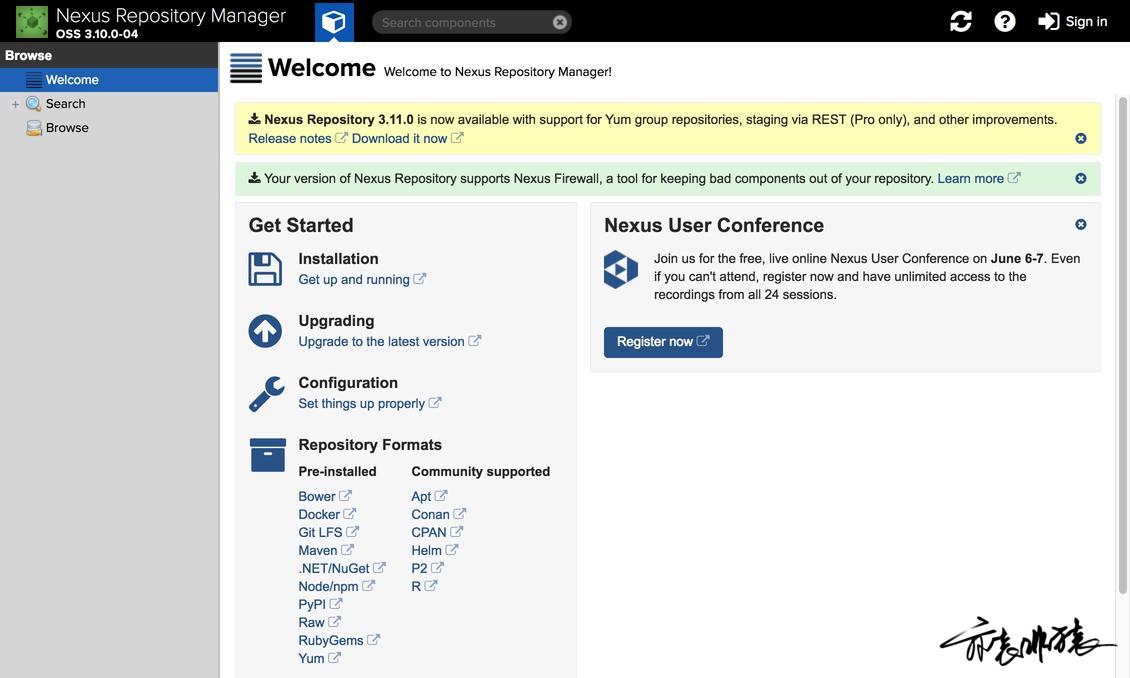 Nexus Repository Manager
OSS 3.10.0-04
Search components
Sign in
Browse
Welcome
Search
Browse
Welcome Welcome to Nexus Repository Manager!
Nexus Repository 3.11.0 is now available with support for Yum group repositories, staging via REST (Pro only), and other improvements.
Release notes Download it now
Your version of Nexus Repository supports Nexus Firewall, a tool for keeping bad components out of your repository. Learn more
Get Started
Installation
Get up and running
Upgrading
Upgrade to the latest version
Configuration
Set things up properly
Repository Formats
Pre-installed
Bower
Docker
Git LFS
Maven
.NET/NuGet
Node/npm
PyPI
Raw
RubyGems
Yum
Community supported
Apt
Conan
CPAN
Helm
P2
R
Nexus User Conference
Join us for the free, live online Nexus User Conference on June 6-7. Even
if you can't attend, register now and have unlimited access to the
recordings from all 24 sessions.
Register now